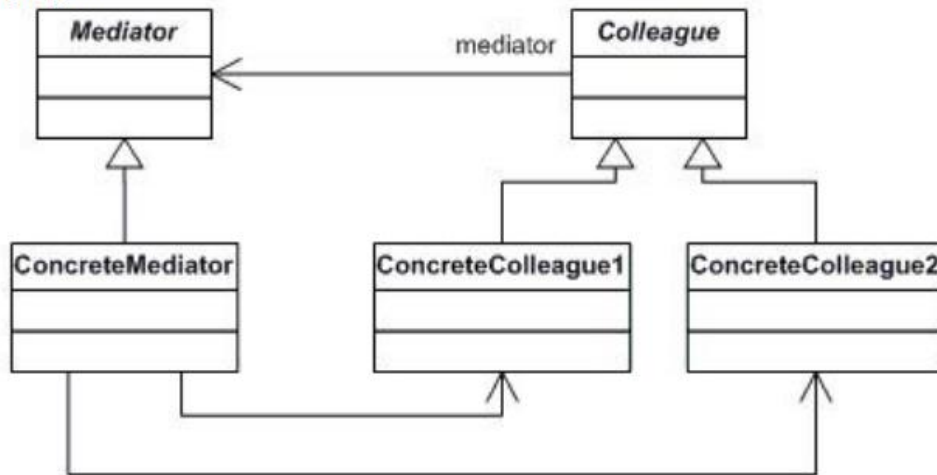 Mediator
Colleague
mediator
ConcreteMediator
ConcreteColleague1
ConcreteColleague2